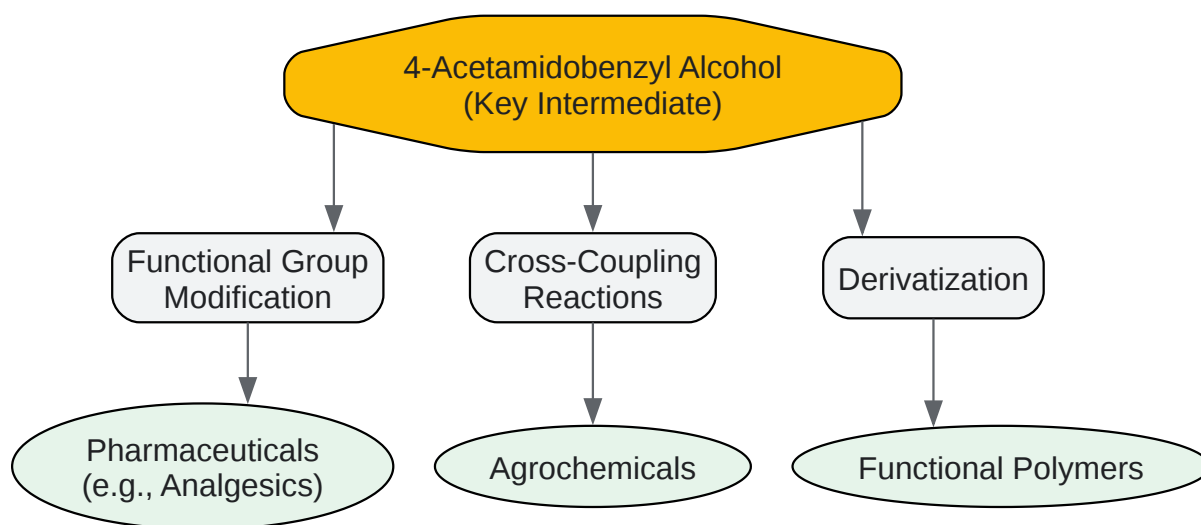 4-Acetamidobenzyl Alcohol
(Key Intermediate)
Functional Group
Modification
Cross-Coupling
Reactions
Derivatization
Pharmaceuticals
(e.g., Analgesics)
Agrochemicals
Functional Polymers